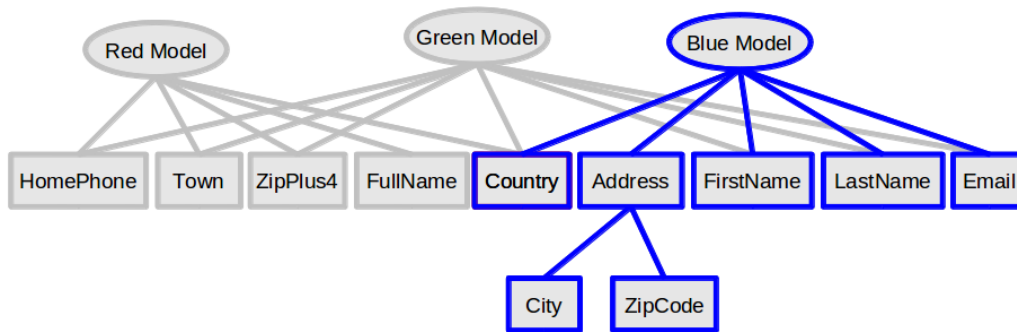 Red Model
Green Model
Blue Model
HomePhone
Town
ZipPlus4
FullName
Country
Address
FirstName
LastName
Email
City
ZipCode